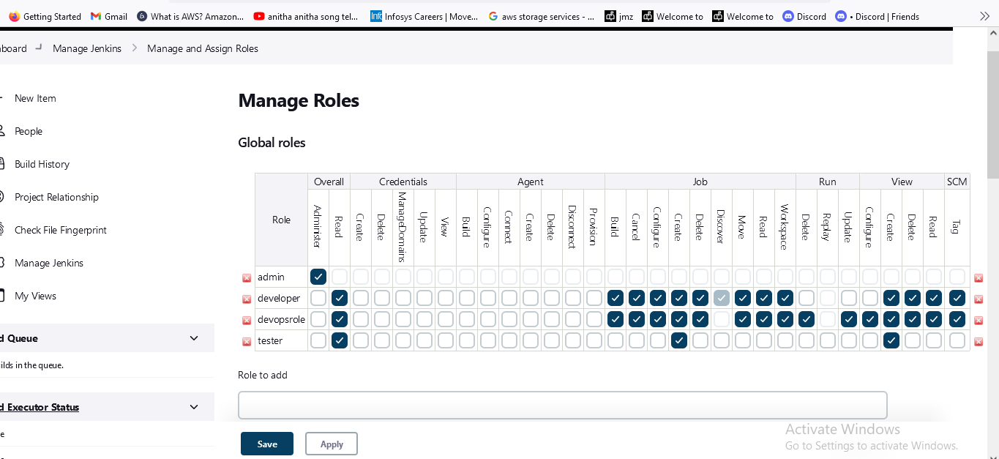 Getting Started Gmail What is AWS? Amazon... anitha anitha song tel... Infosys Careers | Move... aws storage services - ... jmz Welcome to Welcome to Discord • Discord | Friends
board Manage Jenkins Manage and Assign Roles
New Item
People
Build History
Project Relationship
Check File Fingerprint
Manage Jenkins
My Views
d Queue
ilds in the queue.
d Executor Status
e
Manage Roles
Global roles
Role Overall Credentials Agent Job Run View SCM
Administer Read Create Delete ManageDomains Update View Build Configure Connect Create Delete Disconnect Provision Build Cancel Configure Create Delete Discover Move Read Workspace Delete Replay Update Configure Create Delete Read Tag
admin
developer
devopsrole
tester
Role to add
Save Apply
Activate Windows
Go to Settings to activate Windows.